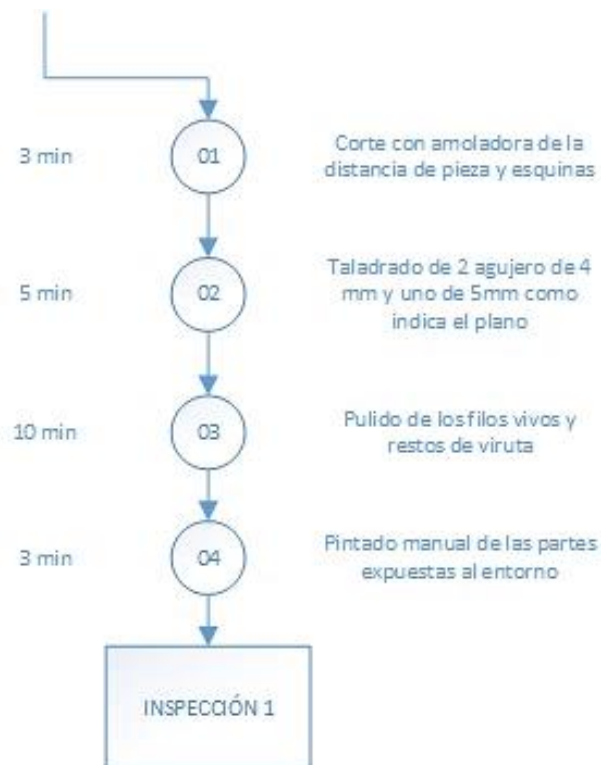 3 min
01
Corte con amoladora de la
distancia de pieza y esquinas
5 min
02
Taladrado de 2 agujero de 4
mm y uno de 5mm como
indica el plano
10 min
03
Pulido de los filos vivos y
restos de viruta
3 min
04
Pintado manual de las partes
expuestas al entorno
INSPECCIÓN 1